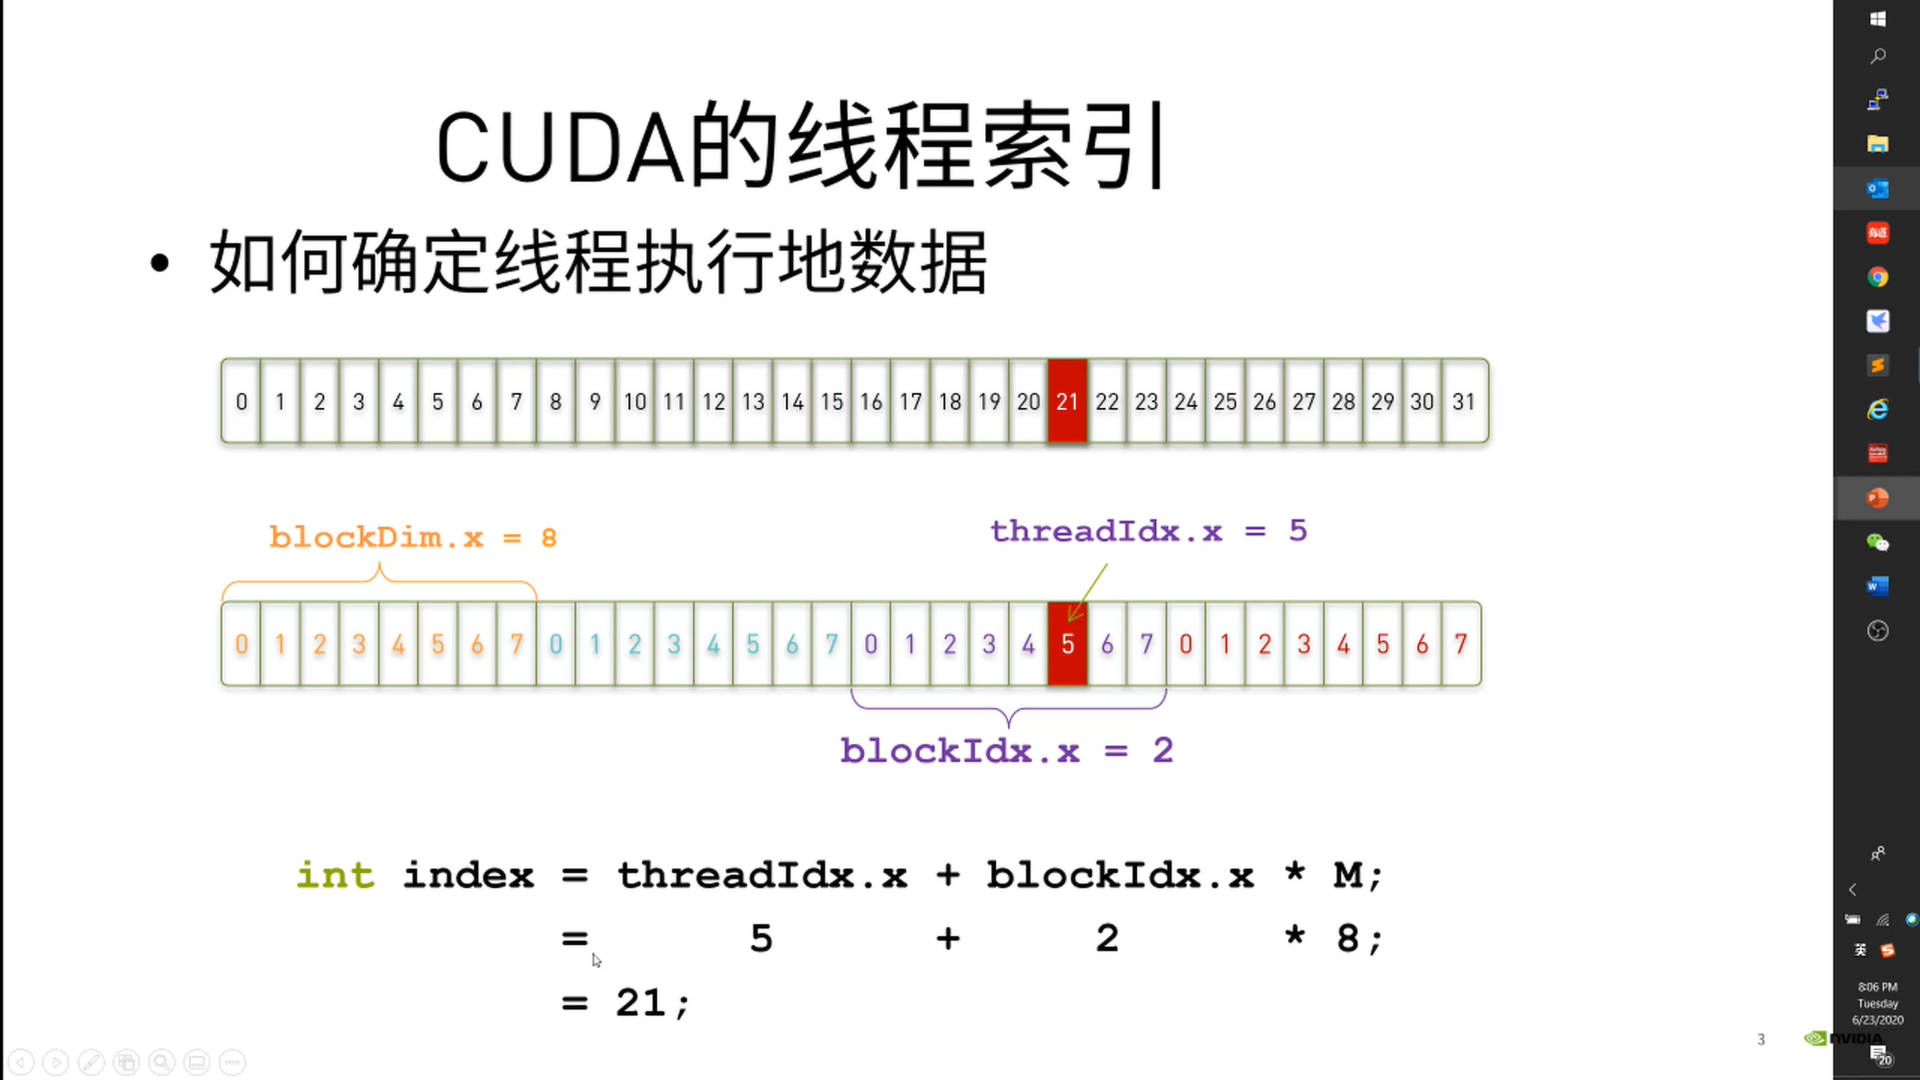 CUDA的线程索引
• 如何确定线程执行地数据
0 1 2 3 4 5 6 7 8 9 10 11 12 13 14 15 16 17 18 19 20 21 22 23 24 25 26 27 28 29 30 31
blockDim.x = 8
threadIdx.x = 5
0 1 2 3 4 5 6 7 0 1 2 3 4 5 6 7 0 1 2 3 4 5 6 7 0 1 2 3 4 5 6 7
blockIdx.x = 2
int index = threadIdx.x + blockIdx.x * M;
= 5 + 2 * 8;
= 21;
3
NVIDIA
英
8:06 PM
Tuesday
6/23/2020
20